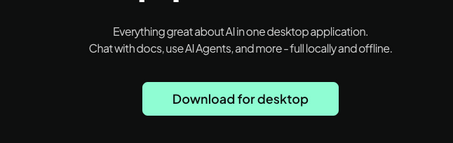 Everything great about AI in one desktop application.
Chat with docs, use AI Agents, and more - full locally and offline.
Download for desktop